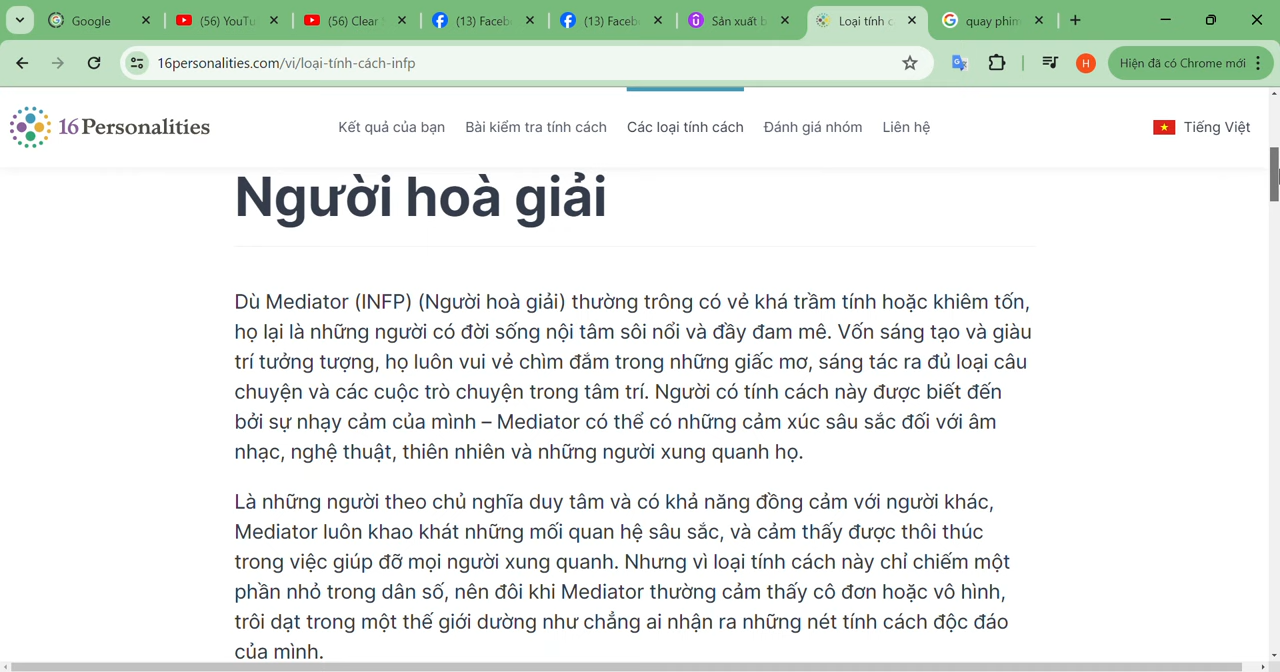 Google
(56) YouTu
(56) Clear
(13) Faceb
(13) Faceb
Sản xuất b
Loại tính c
quay phim
16personalities.com/vi/loại-tính-cách-infp
H
Hiện đã có Chrome mới
16Personalities
Kết quả của bạn
Bài kiểm tra tính cách
Các loại tính cách
Đánh giá nhóm
Liên hệ
Tiếng Việt
Người hoà giải
Dù Mediator (INFP) (Người hoà giải) thường trông có vẻ khá trầm tính hoặc khiêm tốn,
họ lại là những người có đời sống nội tâm sôi nổi và đầy đam mê. Vốn sáng tạo và giàu
trí tưởng tượng, họ luôn vui vẻ chìm đắm trong những giấc mơ, sáng tác ra đủ loại câu
chuyện và các cuộc trò chuyện trong tâm trí. Người có tính cách này được biết đến
bởi sự nhạy cảm của mình – Mediator có thể có những cảm xúc sâu sắc đối với âm
nhạc, nghệ thuật, thiên nhiên và những người xung quanh họ.
Là những người theo chủ nghĩa duy tâm và có khả năng đồng cảm với người khác,
Mediator luôn khao khát những mối quan hệ sâu sắc, và cảm thấy được thôi thúc
trong việc giúp đỡ mọi người xung quanh. Nhưng vì loại tính cách này chỉ chiếm một
phần nhỏ trong dân số, nên đôi khi Mediator thường cảm thấy cô đơn hoặc vô hình,
trôi dạt trong một thế giới dường như chẳng ai nhận ra những nét tính cách độc đáo
của mình.